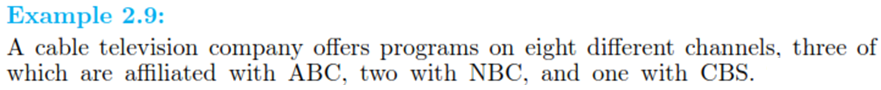 Example 2.9:
A cable television company offers programs on eight different channels, three of
which are affiliated with ABC, two with NBC, and one with CBS.